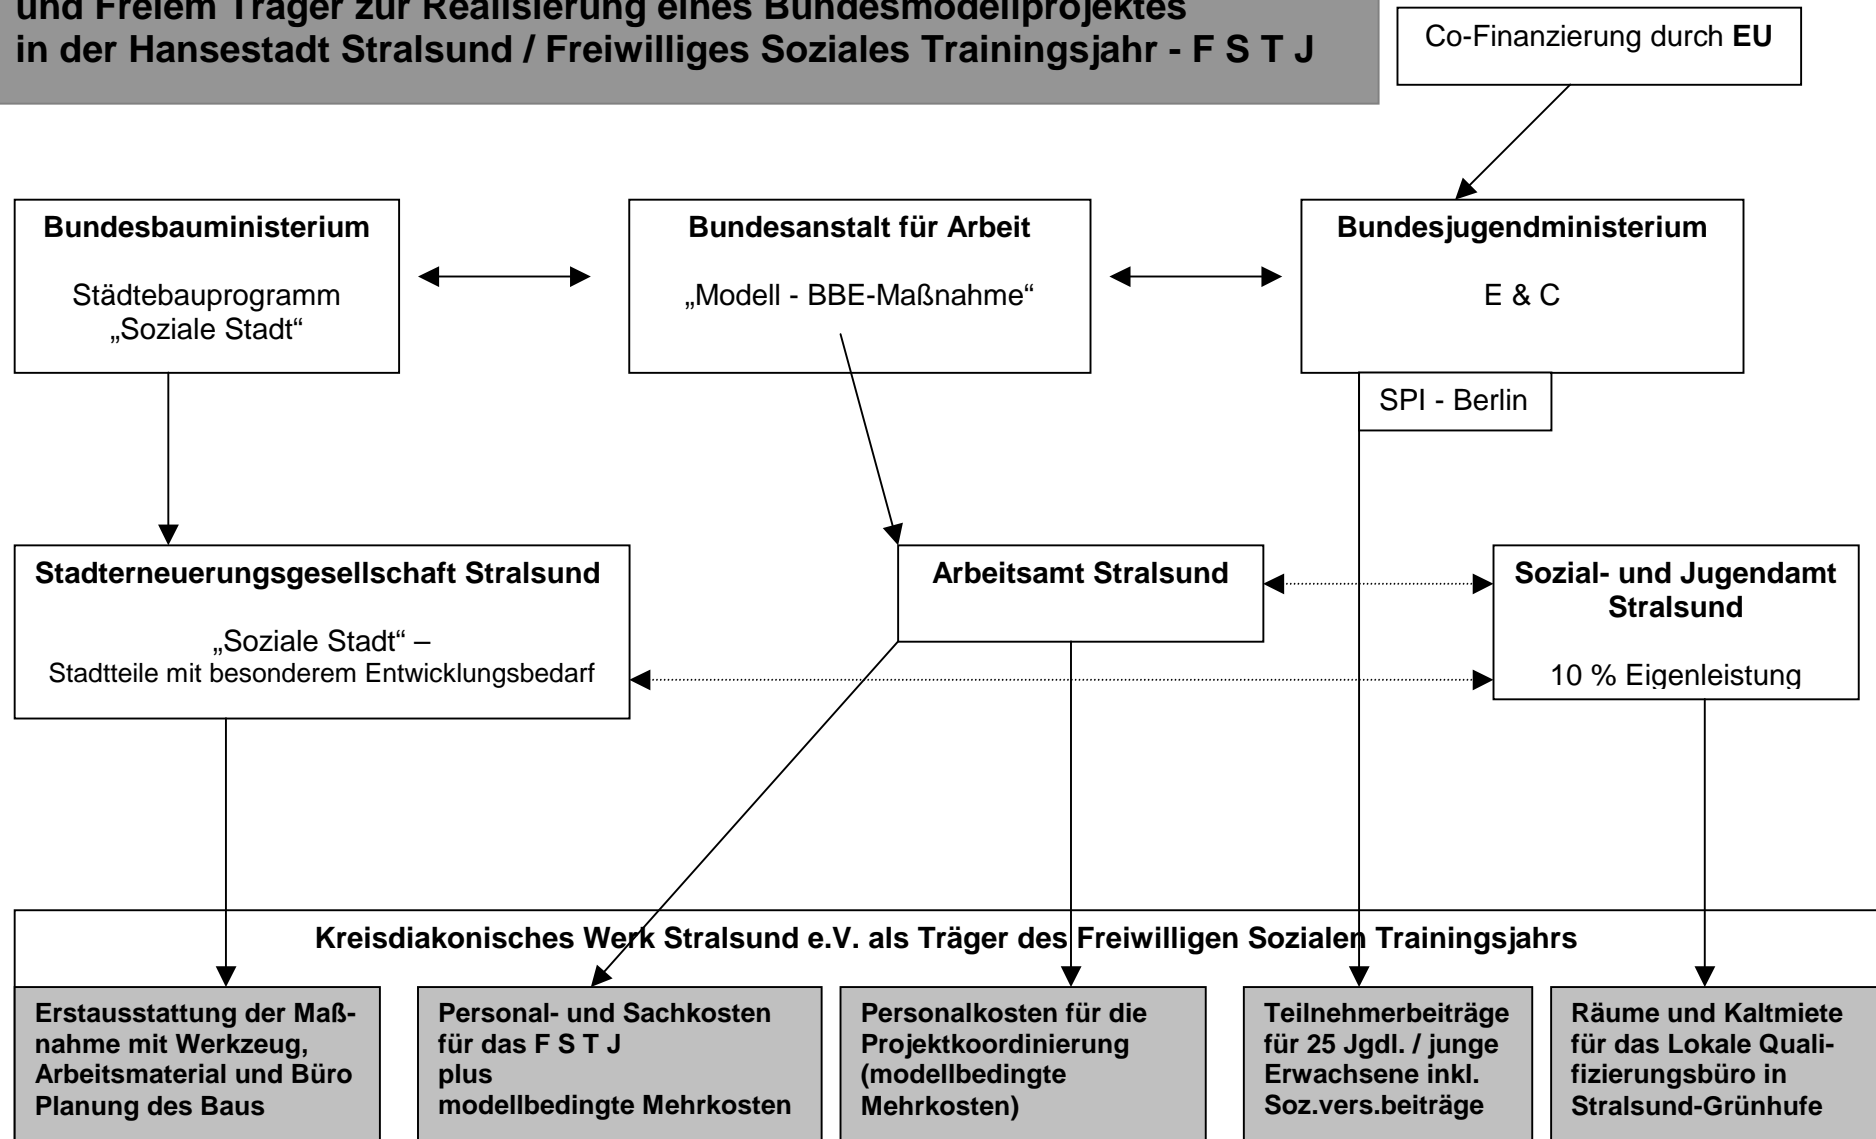 und Freiem Träger zur Realisierung eines Bundesmodellprojektes
in der Hansestadt Stralsund / Freiwilliges Soziales Trainingsjahr - F S T J
Co-Finanzierung durch EU
Bundesbauministerium
Städtebauprogramm
„Soziale Stadt“
Bundesanstalt für Arbeit
„Modell - BBE-Maßnahme“
Bundesjugendministerium
E & C
SPI - Berlin
Stadterneuerungsgesellschaft Stralsund
„Soziale Stadt“ –
Stadtteile mit besonderem Entwicklungsbedarf
Arbeitsamt Stralsund
Sozial- und Jugendamt
Stralsund
10 % Eigenleistung
Kreisdiakonisches Werk Stralsund e.V. als Träger des Freiwilligen Sozialen Trainingsjahrs
Erstausstattung der Maß-
nahme mit Werkzeug,
Arbeitsmaterial und Büro
Planung des Baus
Personal- und Sachkosten
für das F S T J
plus
modellbedingte Mehrkosten
Personalkosten für die
Projektkoordinierung
(modellbedingte
Mehrkosten)
Teilnehmerbeiträge
für 25 Jgdl. / junge
Erwachsene inkl.
Soz.vers.beiträge
Räume und Kaltmiete
für das Lokale Quali-
fizierungsbüro in
Stralsund-Grünhufe